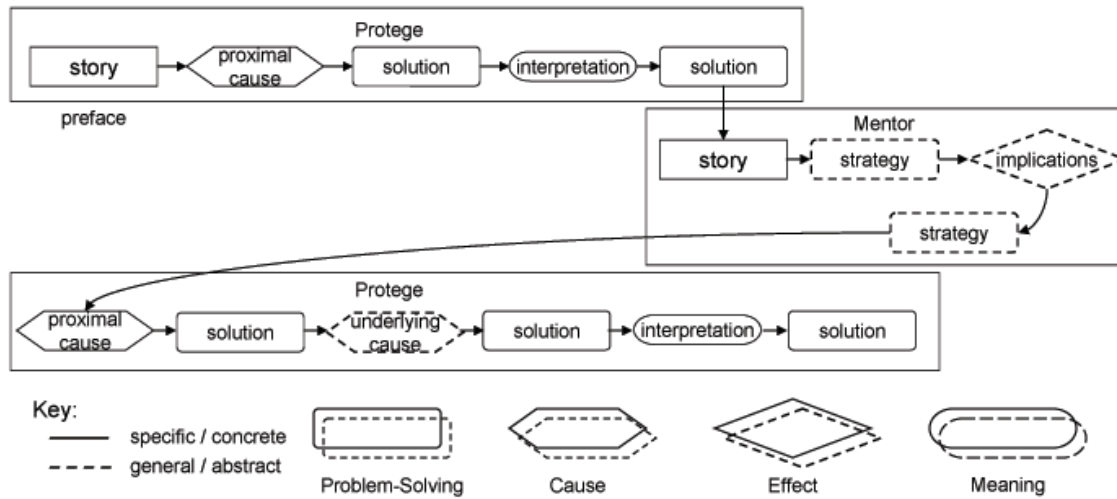 Protege
story
proximal
cause
solution
interpretation
solution
preface
Mentor
story
strategy
implications
strategy
Protege
proximal
cause
solution
underlying
cause
solution
interpretation
solution
Key:
specific / concrete
general / abstract
Problem-Solving
Cause
Effect
Meaning